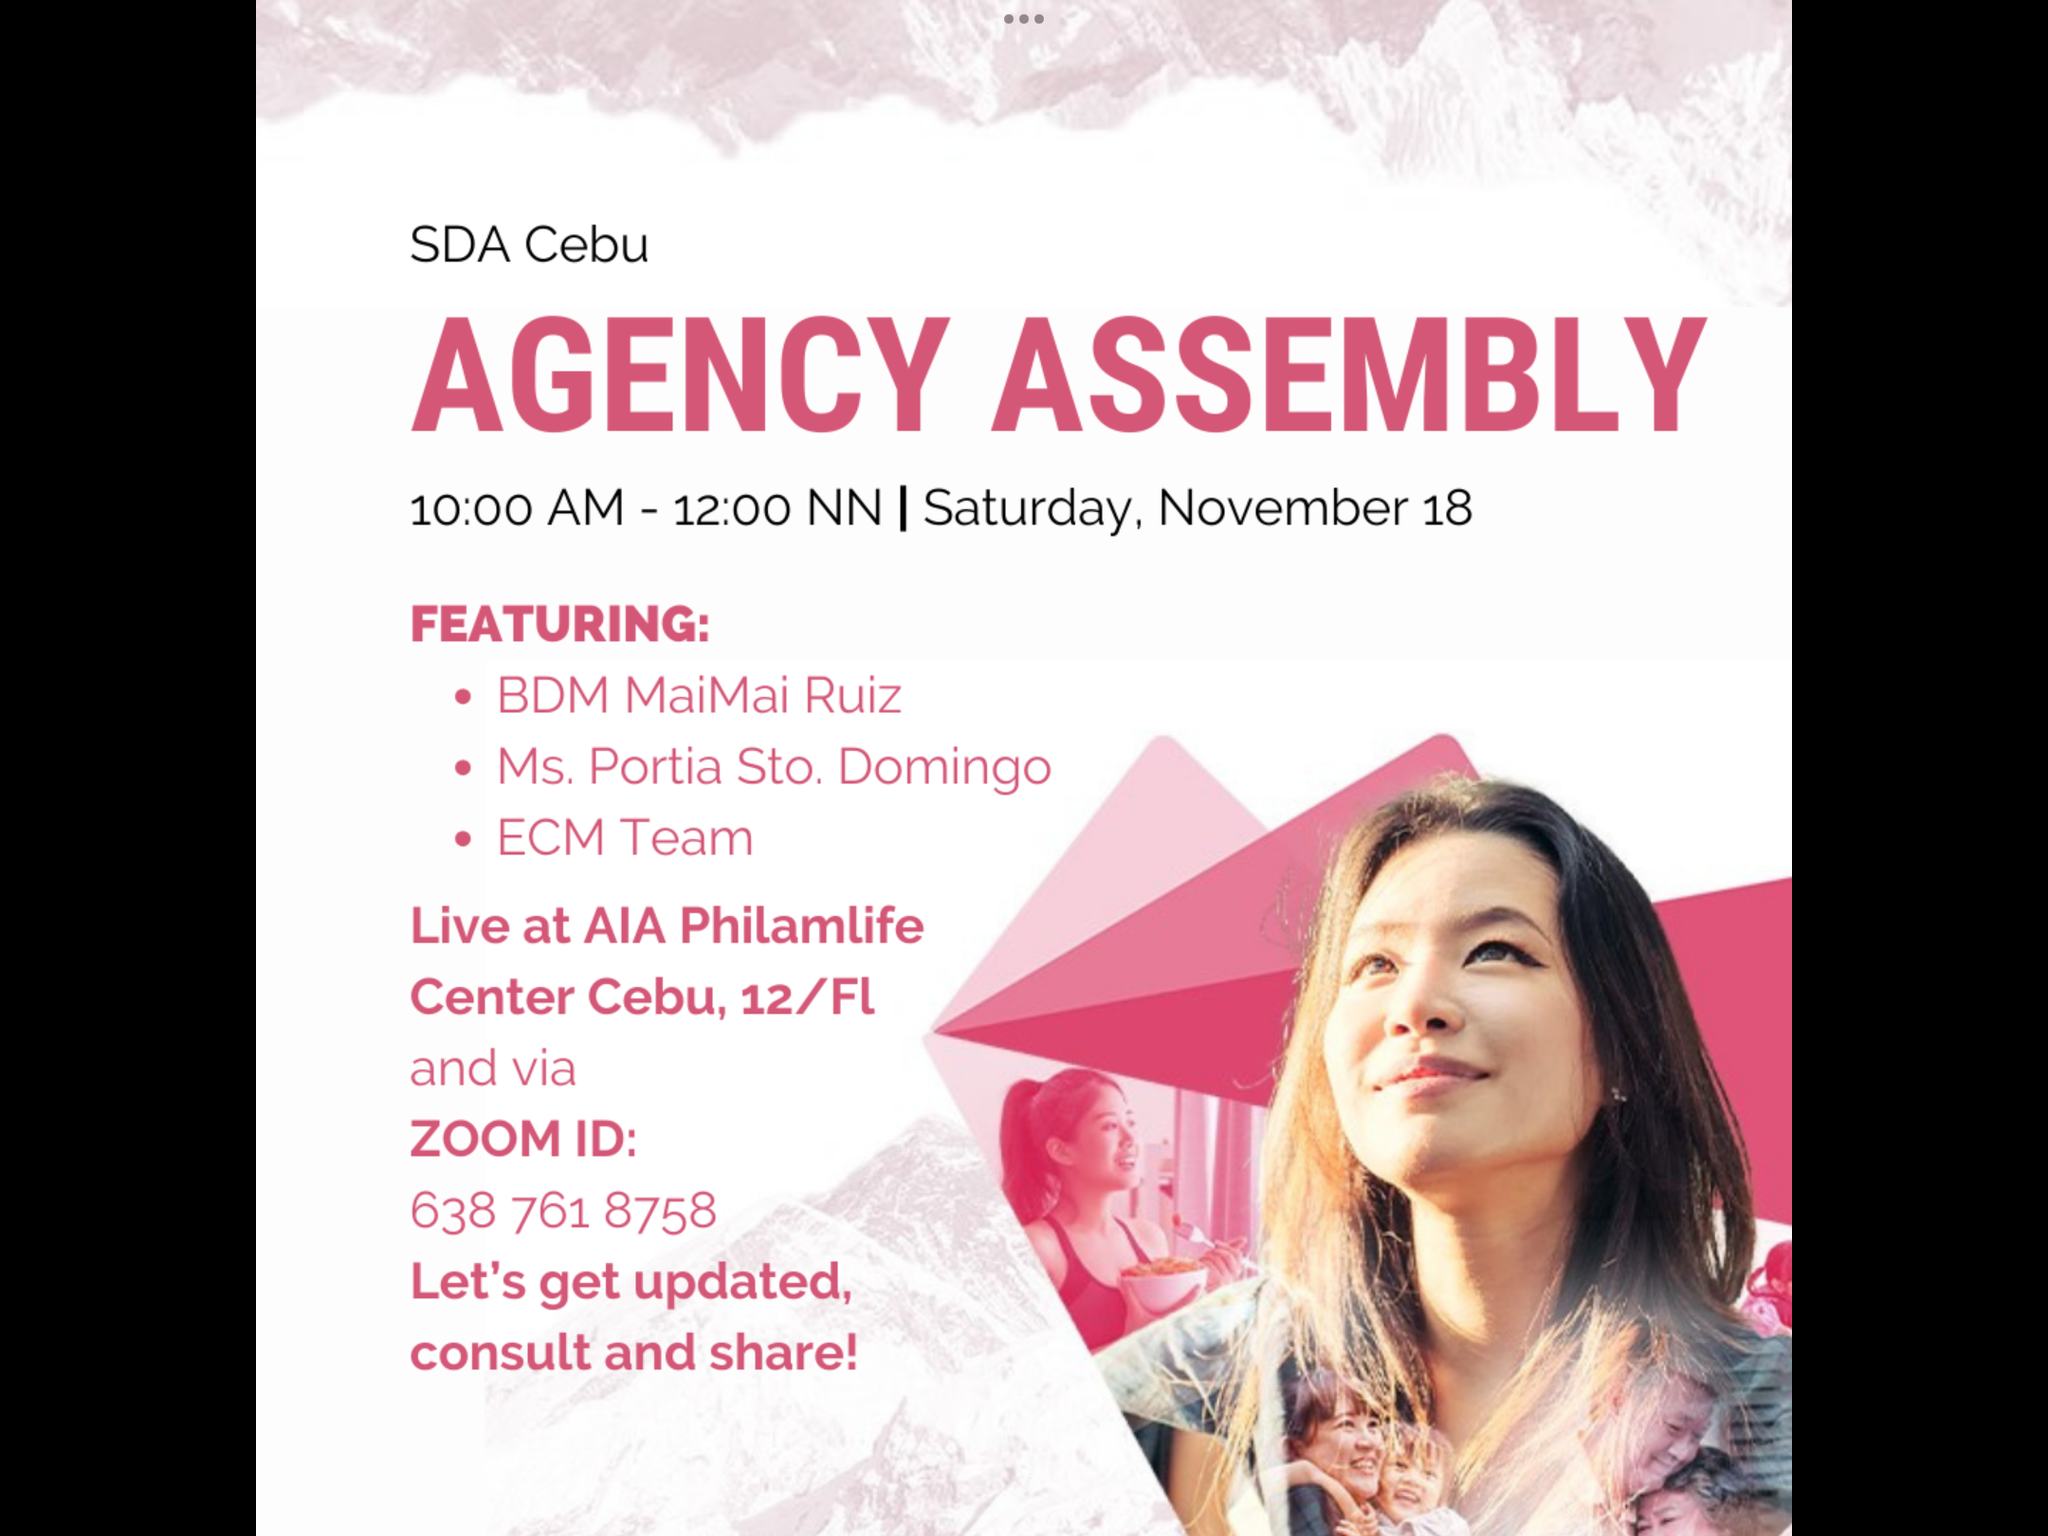 SDA Cebu
AGENCY ASSEMBLY
10:00 AM - 12:00 NN | Saturday, November 18
FEATURING:
• BDM MaiMai Ruiz
• Ms. Portia Sto. Domingo
• ECM Team
Live at AIA Philamlife
Center Cebu, 12/Fl
and via
ZOOM ID:
638 761 8758
Let’s get updated,
consult and share!